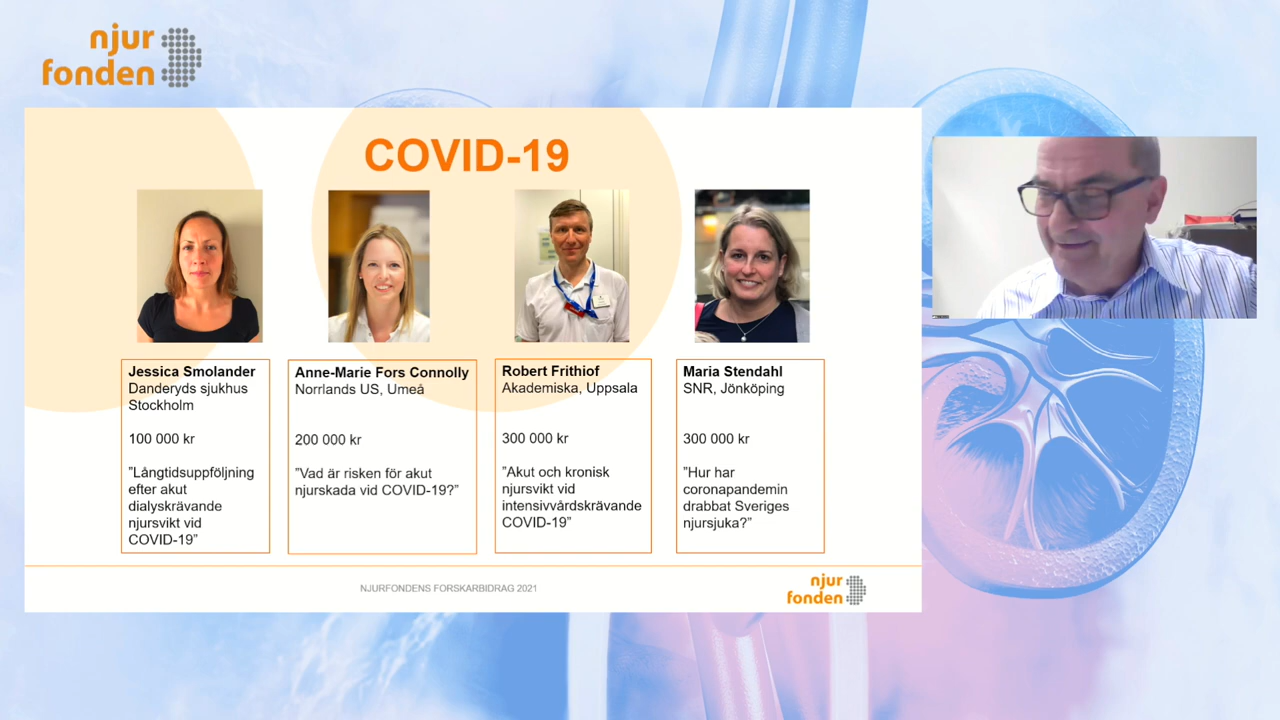 njur
fonden
COVID-19
Jessica Smolander
Danderyds sjukhus
Stockholm
100 000 kr
”Långtidsuppföljning
efter akut
dialyskrävande
njursvikt vid
COVID-19”
Anne-Marie Fors Connolly
Norrlands US, Umeå
200 000 kr
”Vad är risken för akut
njurskada vid COVID-19?”
Robert Frithiof
Akademiska, Uppsala
300 000 kr
”Akut och kronisk
njursvikt vid
intensivvårdskrävande
COVID-19”
Maria Stendahl
SNR, Jönköping
300 000 kr
”Hur har
coronapandemin
drabbat Sveriges
njursjuka?”
NJURFONDENS FORSKARBIDRAG 2021
njur
fonden